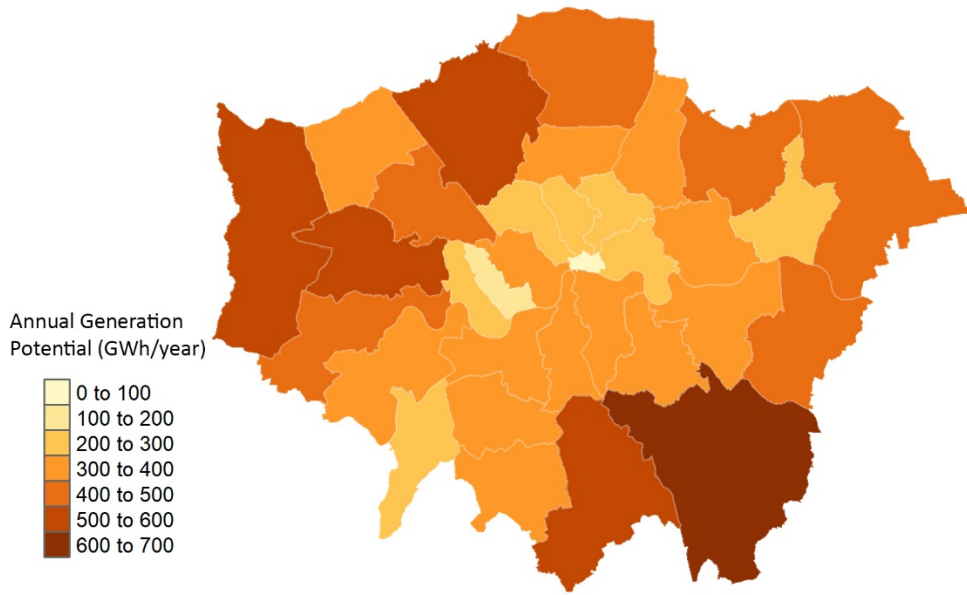 Annual Generation
Potential (GWh/year)
0 to 100
100 to 200
200 to 300
300 to 400
400 to 500
500 to 600
600 to 700